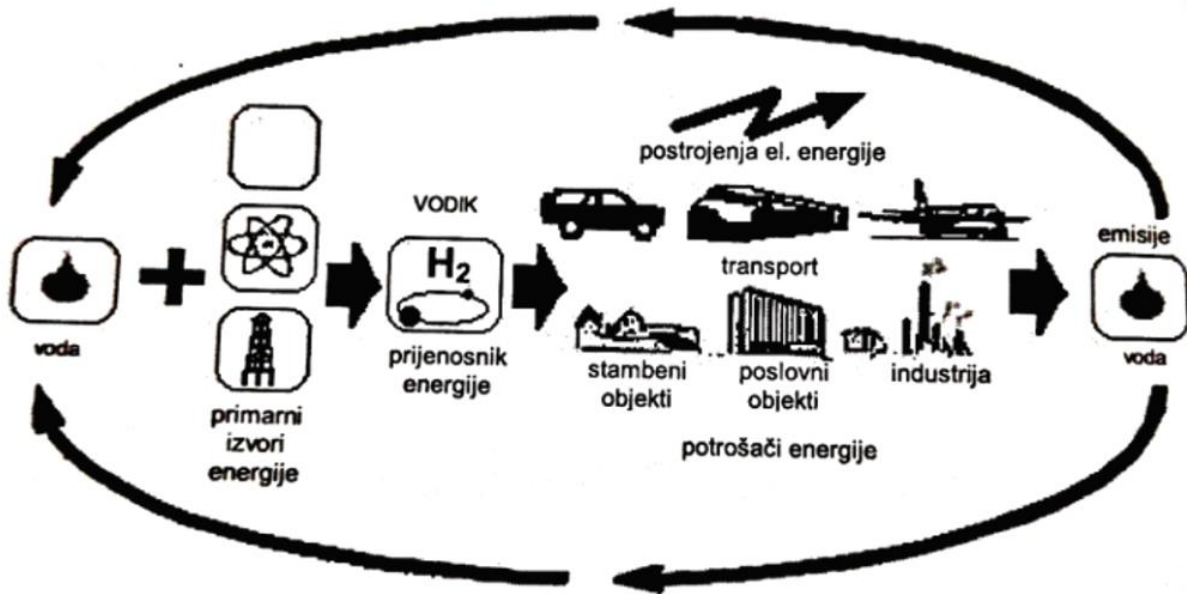 postrojenja el. energije
VODIK
H2
prijenosnik
energije
voda
primarni
izvori
energije
transport
stambeni
objekti
poslovni
objekti
industrija
potrošači energije
emisije
voda